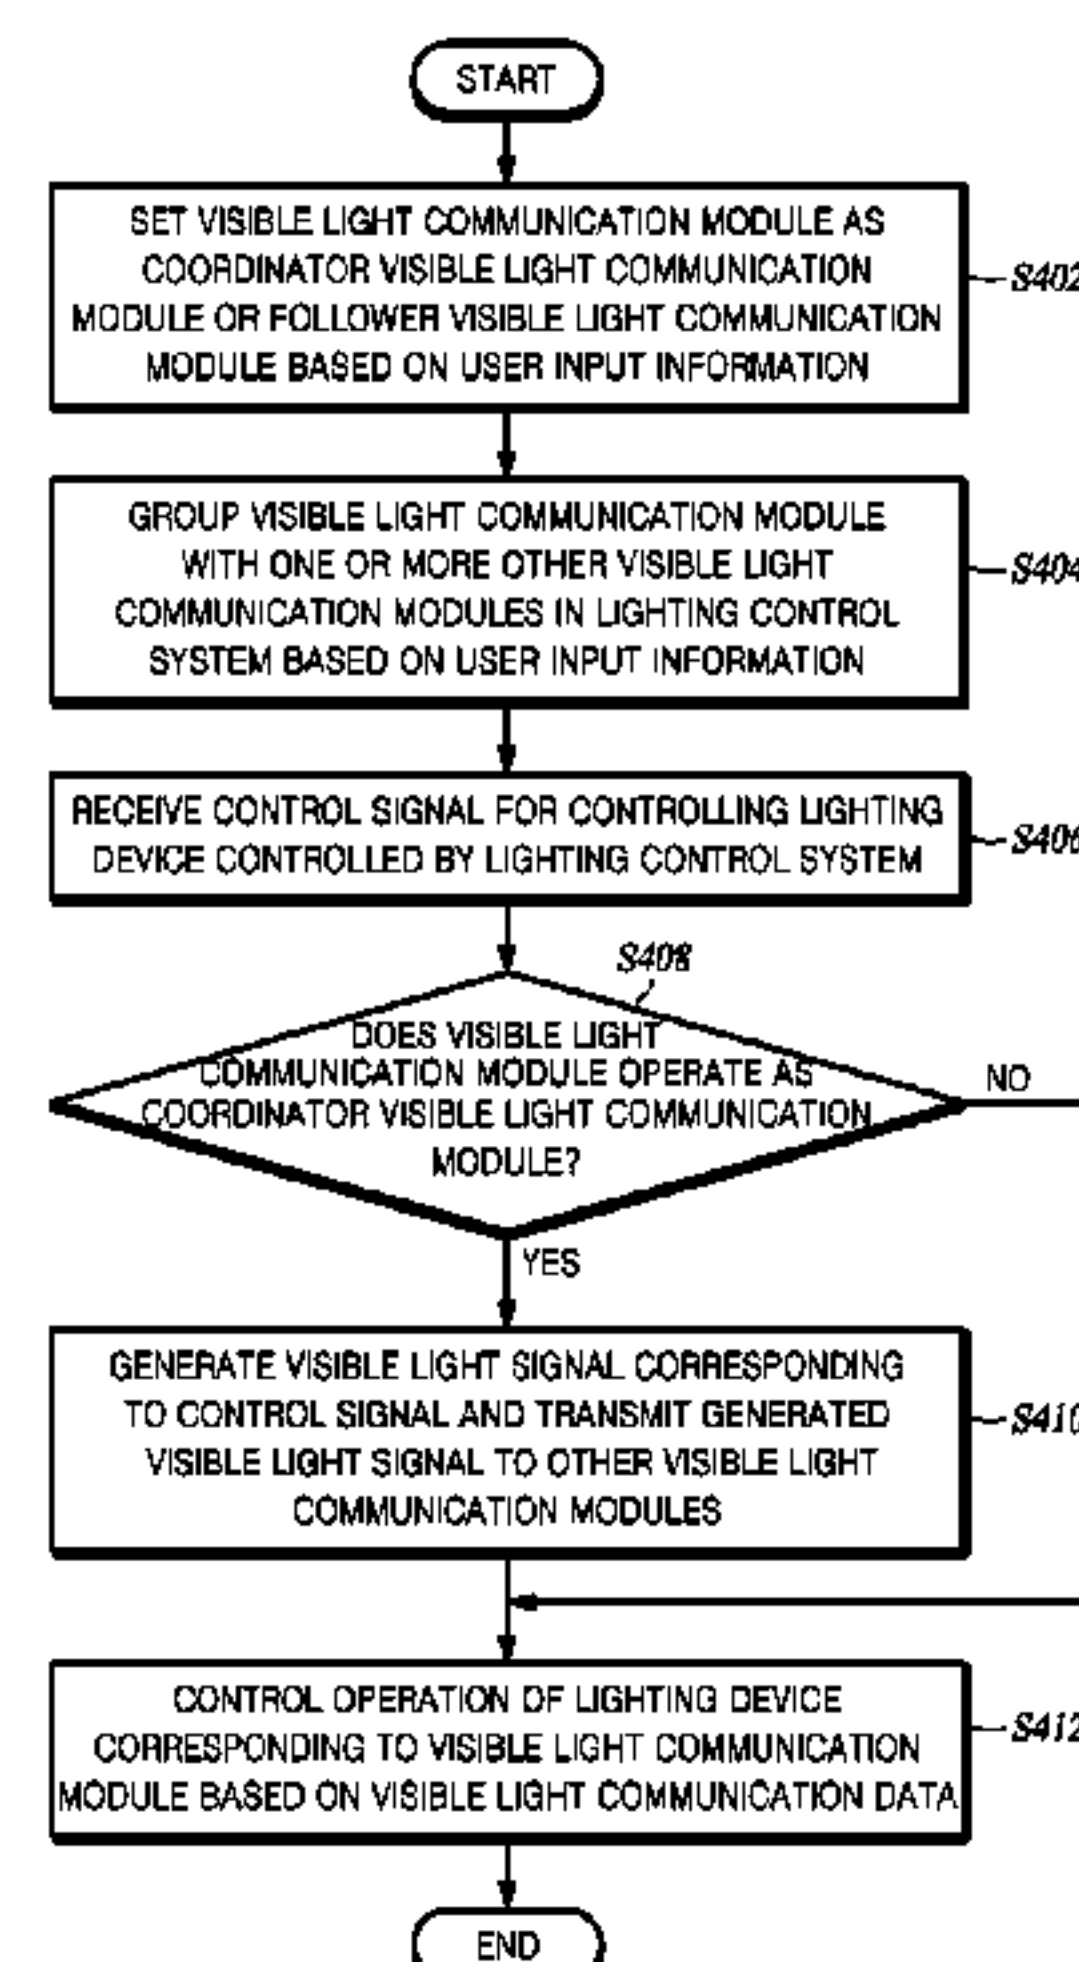 START
SET VISIBLE LIGHT COMMUNICATION MODULE AS
COORDINATOR VISIBLE LIGHT COMMUNICATION
MODULE OR FOLLOWER VISIBLE LIGHT COMMUNICATION
MODULE BASED ON USER INPUT INFORMATION
S402
GROUP VISIBLE LIGHT COMMUNICATION MODULE
WITH ONE OR MORE OTHER VISIBLE LIGHT
COMMUNICATION MODULES IN LIGHTING CONTROL
SYSTEM BASED ON USER INPUT INFORMATION
S404
RECEIVE CONTROL SIGNAL FOR CONTROLLING LIGHTING
DEVICE CONTROLLED BY LIGHTING CONTROL SYSTEM
S406
S408
DOES VISIBLE LIGHT
COMMUNICATION MODULE OPERATE AS
COORDINATOR VISIBLE LIGHT COMMUNICATION
MODULE?
NO
YES
GENERATE VISIBLE LIGHT SIGNAL CORRESPONDING
TO CONTROL SIGNAL AND TRANSMIT GENERATED
VISIBLE LIGHT SIGNAL TO OTHER VISIBLE LIGHT
COMMUNICATION MODULES
S410
CONTROL OPERATION OF LIGHTING DEVICE
CORRESPONDING TO VISIBLE LIGHT COMMUNICATION
MODULE BASED ON VISIBLE LIGHT COMMUNICATION DATA
S412
END